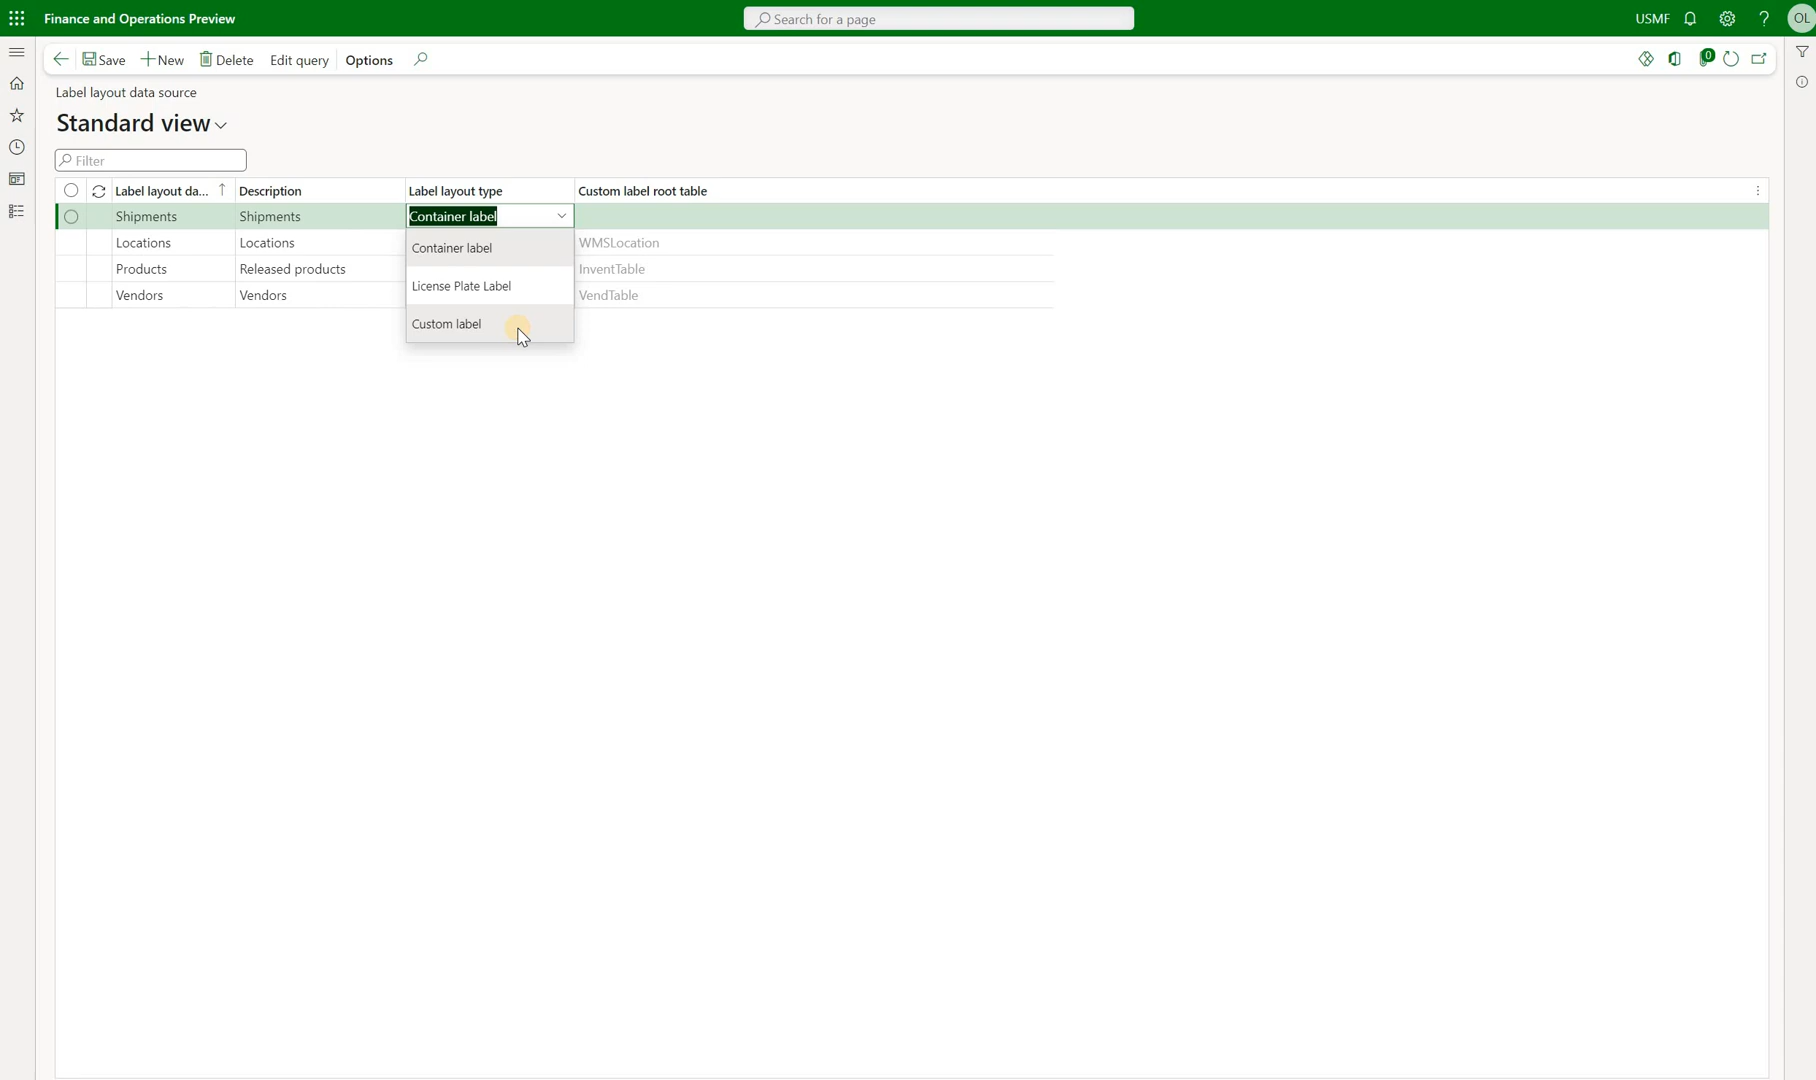 Finance and Operations Preview
Search for a page
USMF
OL
Save
New
Delete
Edit query
Options
0
Label layout data source
Standard view
Filter
Label layout da... Description Label layout type Custom label root table
Shipments Shipments Container label
Locations Locations WMSLocation
Products Released products InventTable
Vendors Vendors VendTable
Container label
License Plate Label
Custom label